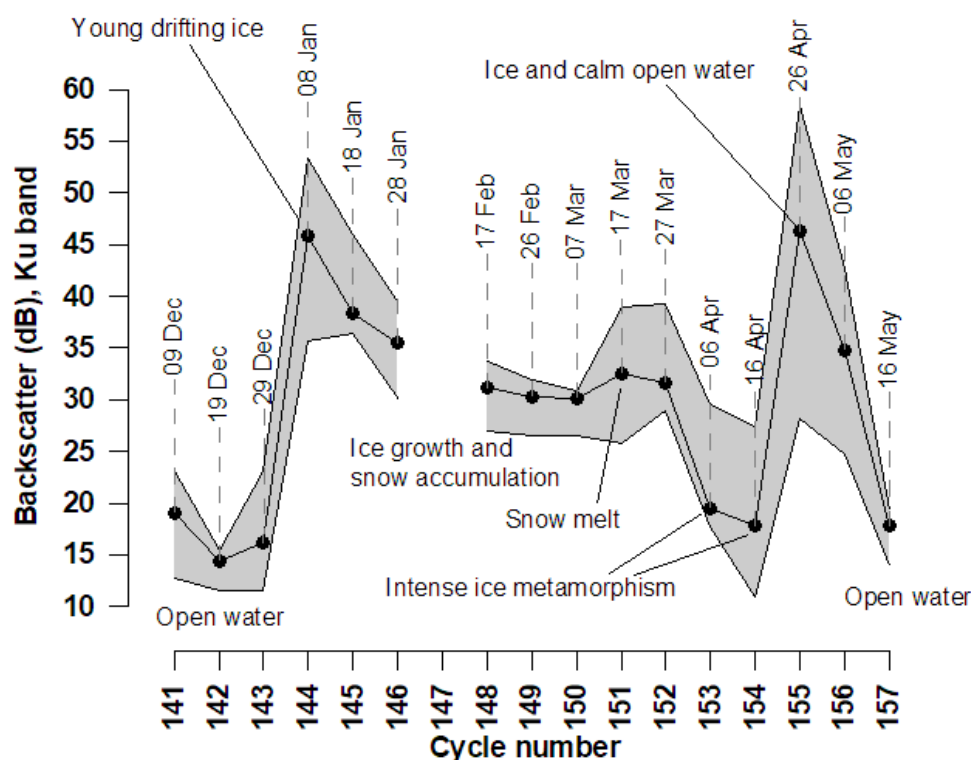 Young drifting ice
08 Jan
26 Apr
Ice and calm open water
60
55
50
45
40
35
30
25
20
15
10
Backscatter (dB), Ku band
09 Dec
19 Dec
29 Dec
18 Jan
28 Jan
17 Feb
26 Feb
07 Mar
17 Mar
27 Mar
06 Apr
16 Apr
06 May
16 May
Ice growth and
snow accumulation
Snow melt
Intense ice metamorphism
Open water
Open water
141
142
143
144
145
146
147
148
149
150
151
152
153
154
155
156
157
Cycle number